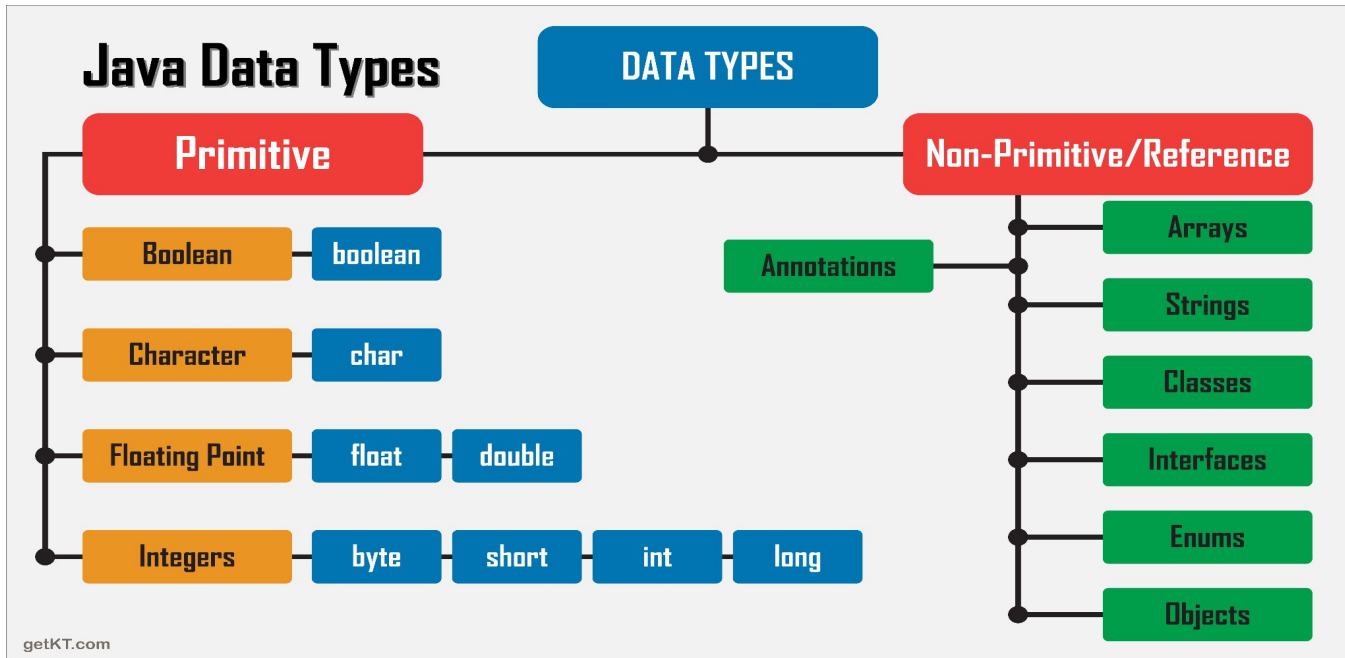 Java Data Types
DATA TYPES
Primitive
Non-Primitive/Reference
Boolean
boolean
Character
char
Floating Point
float
double
Integers
byte
short
int
long
Annotations
Arrays
Strings
Classes
Interfaces
Enums
Objects
getKT.com